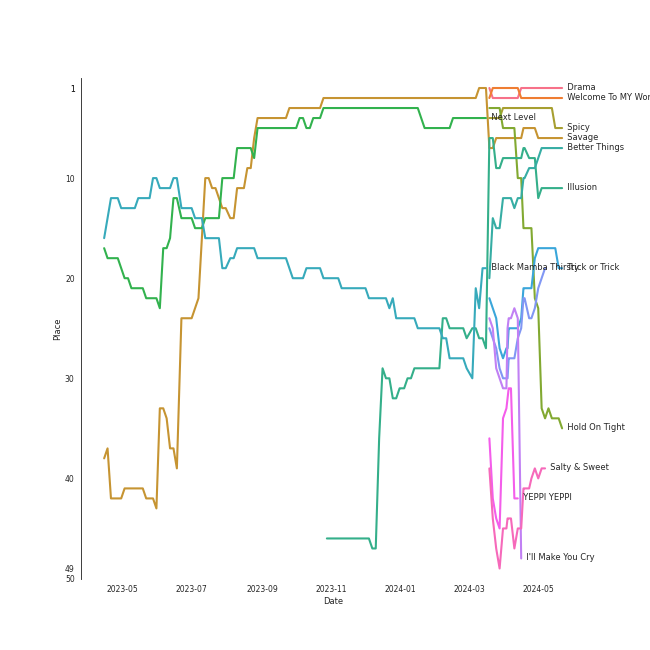 1
10
20
30
40
49
50
Place
2023-05
2023-07
2023-09
2023-11
2024-01
2024-03
2024-05
Date
Drama
Welcome To MY Wor
Next Level
Spicy
Savage
Better Things
Illusion
Black Mamba
Thirsty
Trick or Trick
Hold On Tight
Salty & Sweet
YEPPI YEPPI
I'll Make You Cry